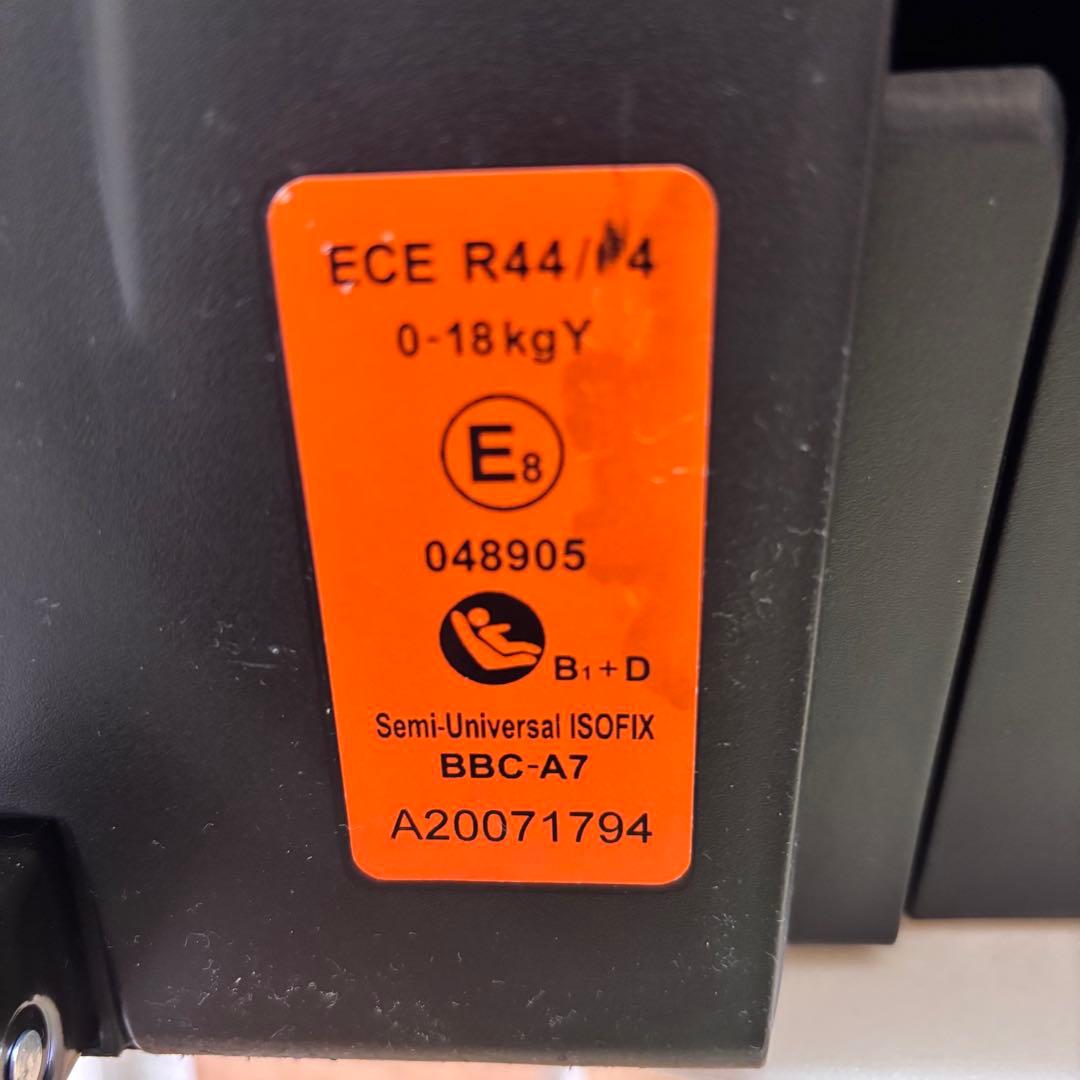 ECE R44/04
0-18kgY
E8
048905
B1+D
Semi-Universal ISOFIX
BBC-A7
A20071794